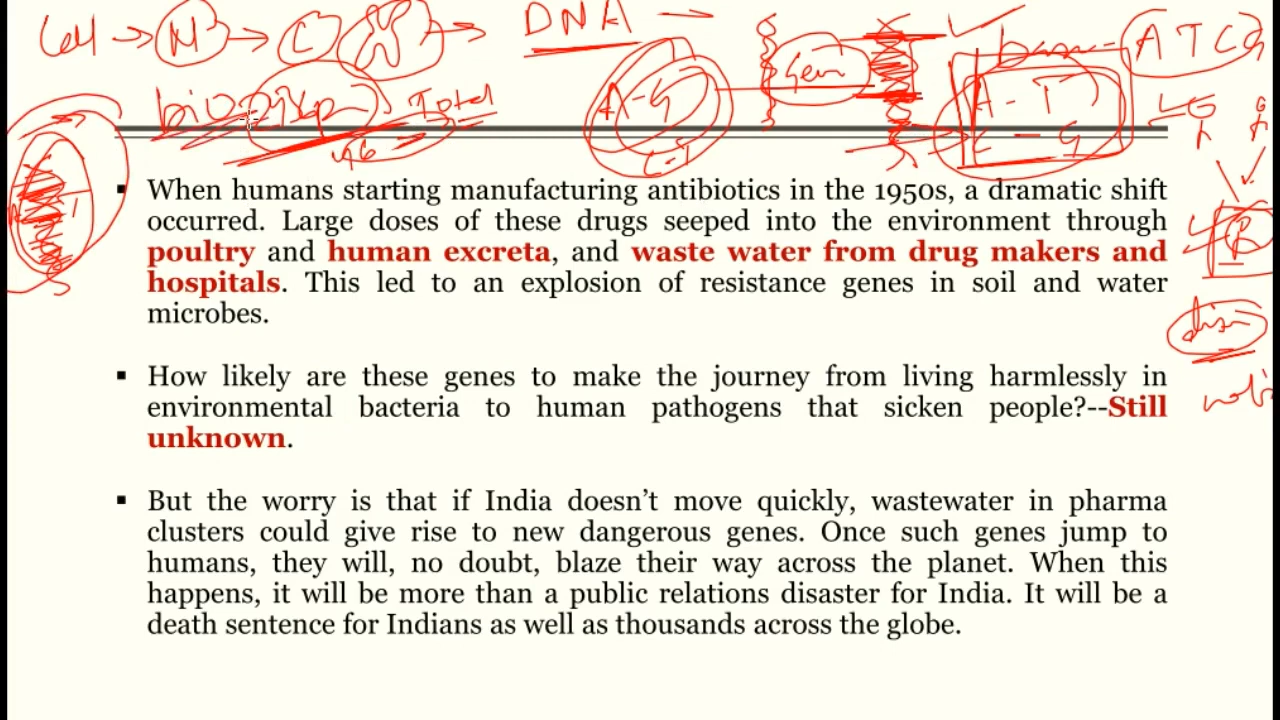 Cell → N → C → DNA →
Gen
base - ATCG
A - T
C - G
A - G
C - T
Total
46
When humans starting manufacturing antibiotics in the 1950s, a dramatic shift
occurred. Large doses of these drugs seeped into the environment through
poultry and human excreta, and waste water from drug makers and
hospitals. This led to an explosion of resistance genes in soil and water
microbes.
R
How likely are these genes to make the journey from living harmlessly in
environmental bacteria to human pathogens that sicken people?--Still
unknown.
But the worry is that if India doesn’t move quickly, wastewater in pharma
clusters could give rise to new dangerous genes. Once such genes jump to
humans, they will, no doubt, blaze their way across the planet. When this
happens, it will be more than a public relations disaster for India. It will be a
death sentence for Indians as well as thousands across the globe.